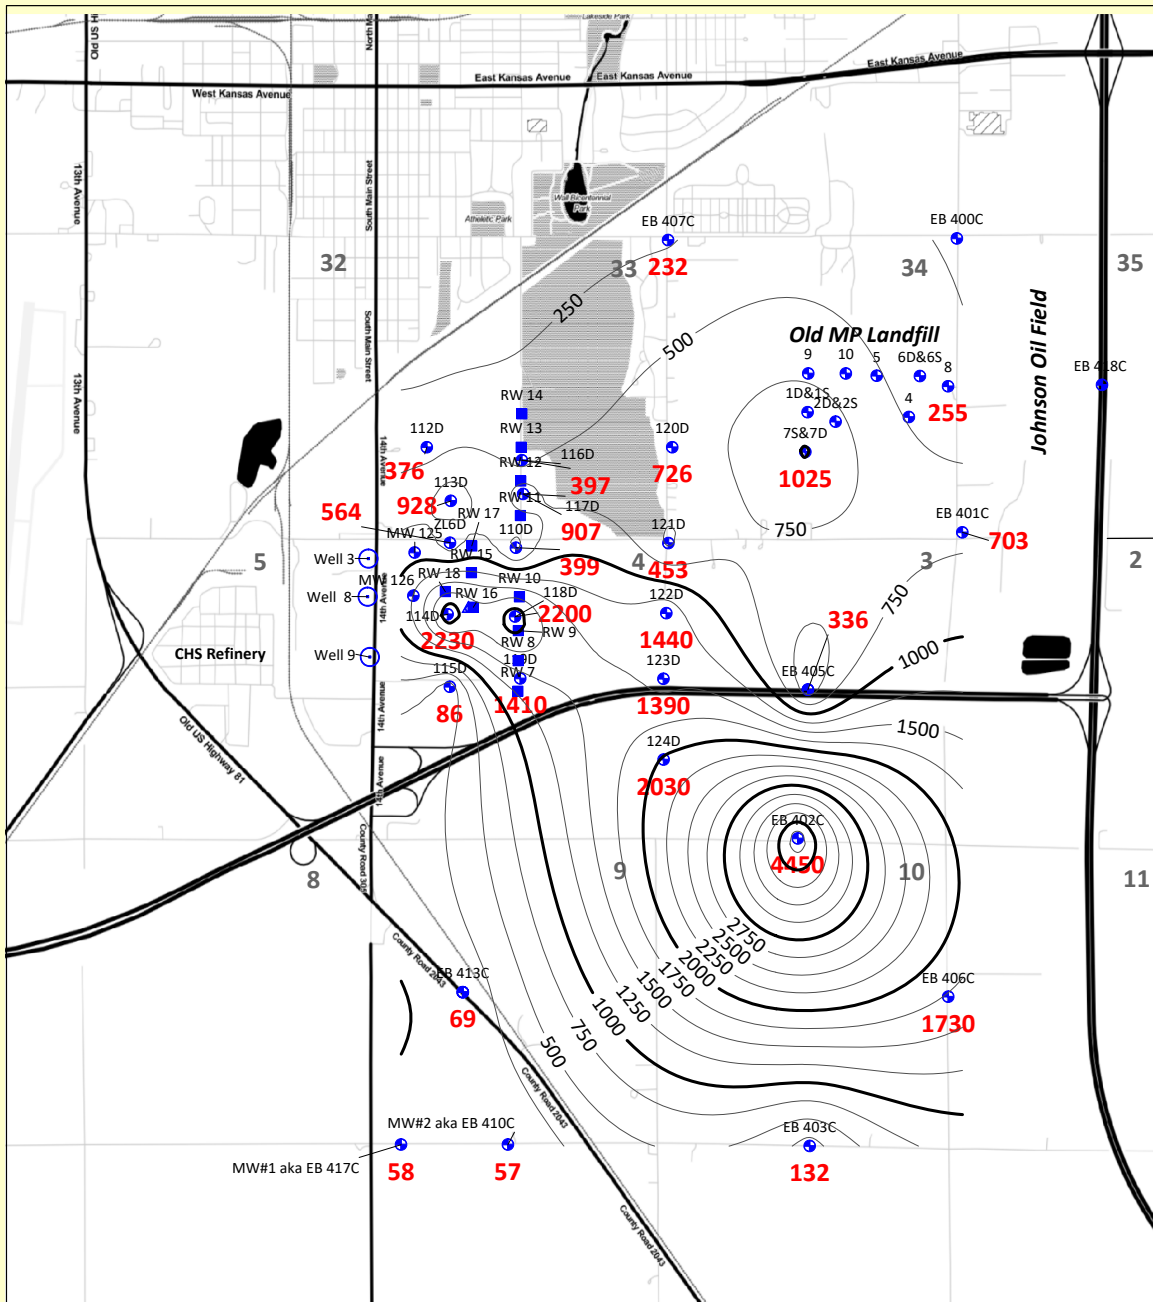 Lakeside Park
Old US Hi
North Ma
East Kansas Avenue
East Kansas Avenue
East Kansas Avenue
West Kansas Avenue
13th Avenue
South Main Street
Wall Bicentennial
Park
Athletic Park
EB 407C
EB 400C
32
33
232
34
35
250
500
Old MP Landfill
Johnson Oil Field
South Main Street
9
10
5
6D&6S
8
EB 418C
13th Avenue
RW 14
1D&1S
2D&2S
4
255
112D
RW 13
120D
7S&7D
14th Avenue
376
RW 12
116D
397
726
1025
113D
928
RW 11
117D
564
RW 17
907
750
EB 401C
703
MW 125
ZL6D
110D
121D
5
Well 3
RW 15
399
4
453
3
2
Well 8
MW 126
RW 18
RW 10
750
14th Avenue
114D
RW 16
118D
2200
122D
336
2230
RW 9
1440
1000
CHS Refinery
Well 9
RW 8
115D
119D
RW 7
123D
EB 405C
86
1410
1390
14th Avenue
1500
Old US Highway 81
124D
14th Avenue
2030
EB 402C
4450
County Road 305
8
9
10
11
2750
2500
2250
2000
1750
1500
1250
1000
750
500
County Road 2043
EB 413C
69
EB 406C
1730
County Road 2043
MW#2 aka EB 410C
EB 403C
MW#1 aka EB 417C
58
57
132
County Road 2043